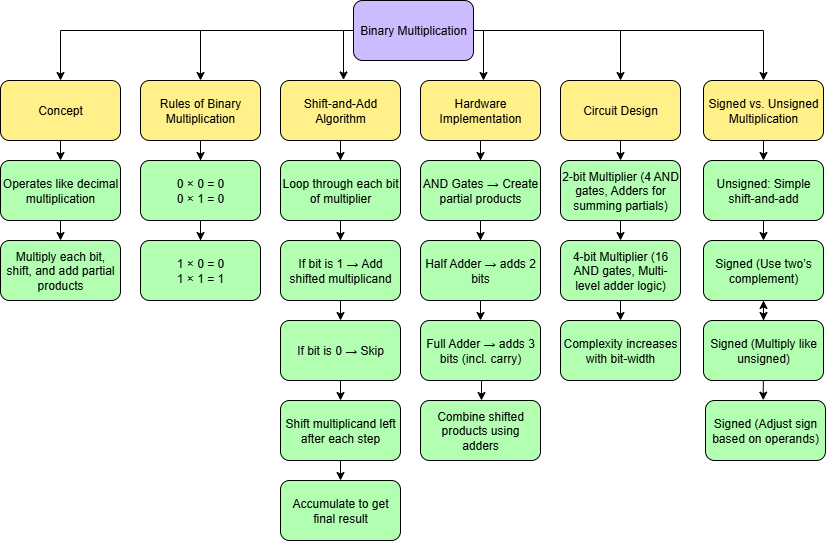 Binary Multiplication
Concept
Operates like decimal
multiplication
Multiply each bit,
shift, and add partial
products
Rules of Binary
Multiplication
0 × 0 = 0
0 × 1 = 0
1 × 0 = 0
1 × 1 = 1
Shift-and-Add
Algorithm
Loop through each bit
of multiplier
If bit is 1 → Add
shifted multiplicand
If bit is 0 → Skip
Shift multiplicand left
after each step
Accumulate to get
final result
Hardware
Implementation
AND Gates → Create
partial products
Half Adder → adds 2
bits
Full Adder → adds 3
bits (incl. carry)
Combine shifted
products using
adders
Circuit Design
2-bit Multiplier (4 AND
gates, Adders for
summing partials)
4-bit Multiplier (16
AND gates, Multi-
level adder logic)
Complexity increases
with bit-width
Signed vs. Unsigned
Multiplication
Unsigned: Simple
shift-and-add
Signed (Use two's
complement)
Signed (Multiply like
unsigned)
Signed (Adjust sign
based on operands)